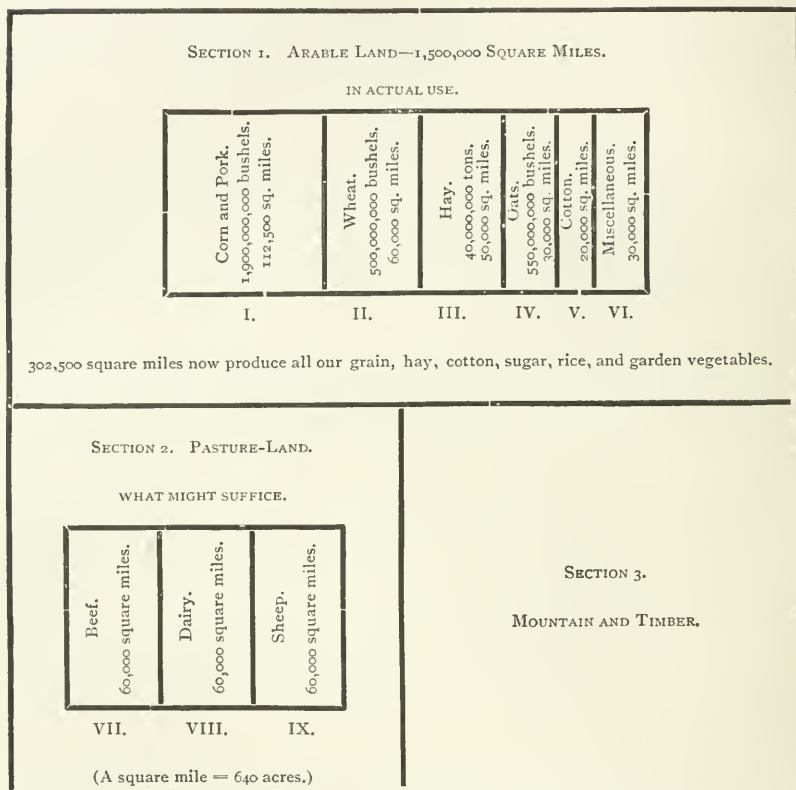 SECTION 1. ARABLE LAND—1,500,000 SQUARE MILES.
IN ACTUAL USE.
Corn and Pork.
1,900,000,000 bushels.
112,500 sq. miles.
Wheat.
500,000,000 bushels.
60,000 sq. miles.
Hay.
40,000,000 tons.
50,000 sq. miles.
Oats.
550,000,000 bushels.
30,000 sq. miles.
Cotton.
20,000 sq. miles.
Miscellaneous.
30,000 sq. miles.
I. II. III. IV. V. VI.
302,500 square miles now produce all our grain, hay, cotton, sugar, rice, and garden vegetables.
SECTION 2. PASTURE-LAND.
WHAT MIGHT SUFFICE.
Beef.
60,000 square miles.
Dairy.
60,000 square miles.
Sheep.
60,000 square miles.
VII. VIII. IX.
(A square mile = 640 acres.)
SECTION 3.
MOUNTAIN AND TIMBER.